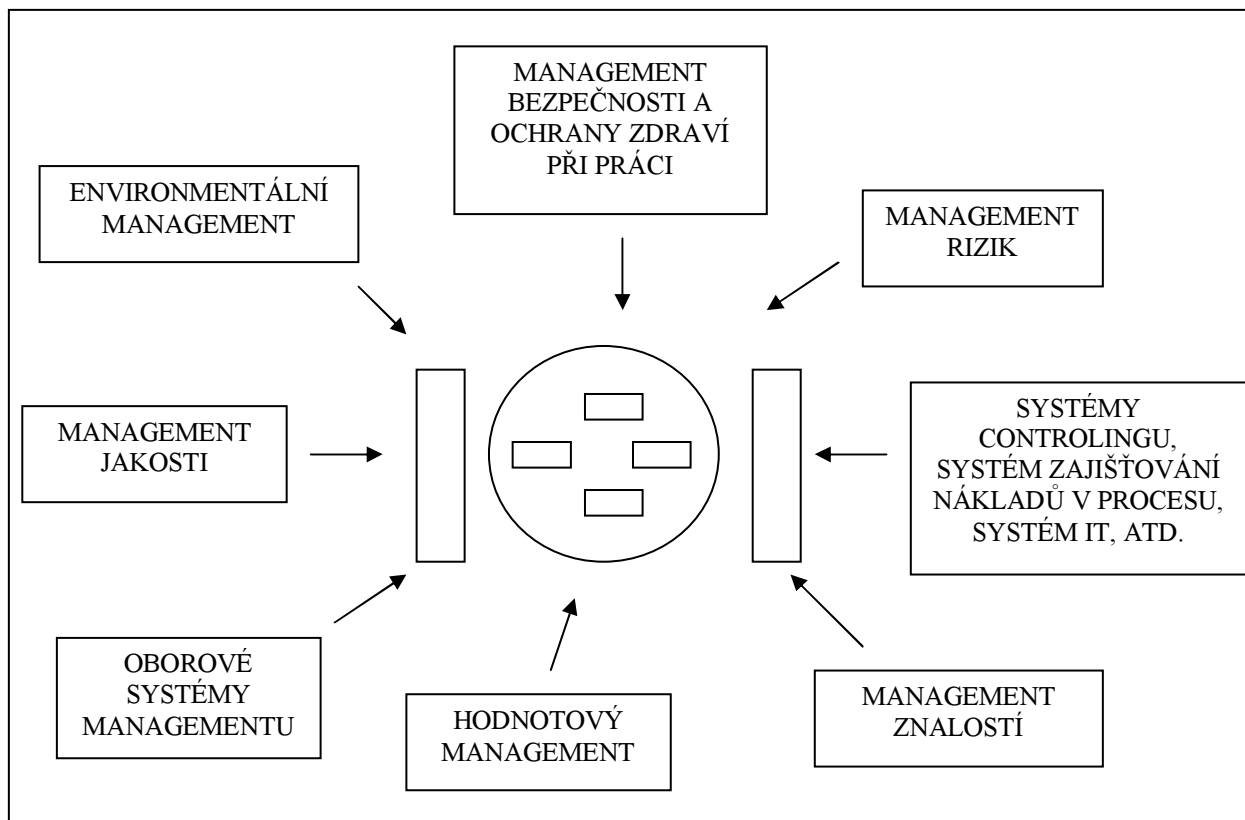 MANAGEMENT
BEZPEČNOSTI A
OCHRANY ZDRAVÍ
PŘI PRÁCI
ENVIRONMENTÁLNÍ
MANAGEMENT
MANAGEMENT
RIZIK
MANAGEMENT
JAKOSTI
SYSTÉMY
CONTROLINGU,
SYSTÉM ZAJIŠŤOVÁNÍ
NÁKLADŮ V PROCESU,
SYSTÉM IT, ATD.
OBOROVÉ
SYSTÉMY
MANAGEMENTU
HODNOTOVÝ
MANAGEMENT
MANAGEMENT
ZNALOSTÍ